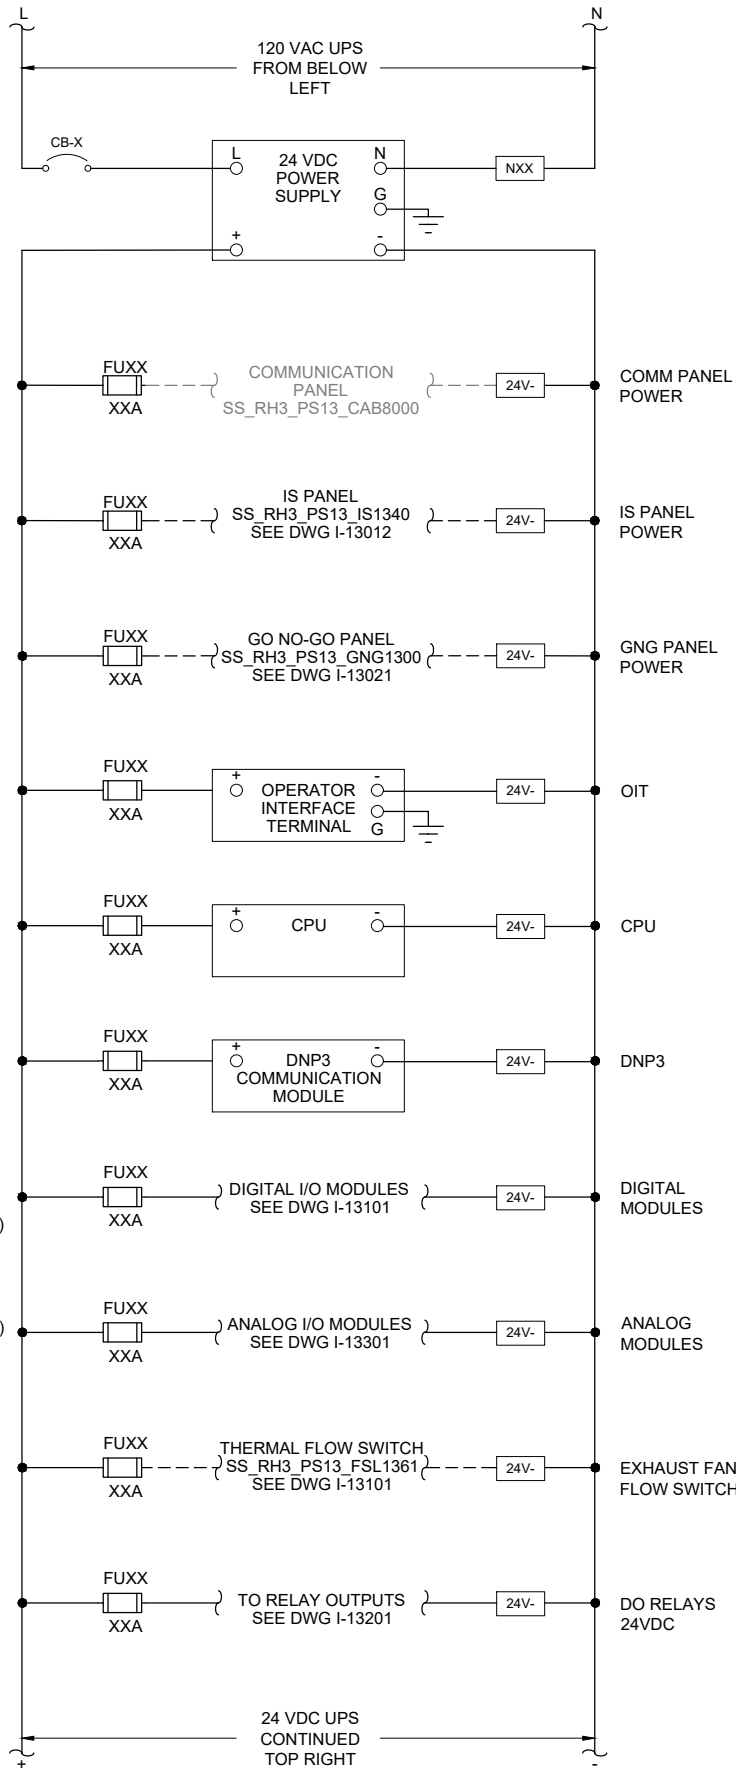 L N
120 VAC UPS
FROM BELOW
LEFT
CB-X
L 24 VDC N
POWER
SUPPLY
G
+ -
NXX
FUXX
XXA
COMMUNICATION
PANEL
SS_RH3_PS13_CAB8000
24V-
COMM PANEL
POWER
FUXX
XXA
IS PANEL
SS_RH3_PS13_IS1340
SEE DWG I-13012
24V-
IS PANEL
POWER
FUXX
XXA
GO NO-GO PANEL
SS_RH3_PS13_GNG1300
SEE DWG I-13021
24V-
GNG PANEL
POWER
FUXX
XXA
+ -
OPERATOR
INTERFACE
TERMINAL
G
24V-
OIT
FUXX
XXA
+ CPU -
24V-
CPU
FUXX
XXA
+ DNP3 -
COMMUNICATION
MODULE
24V-
DNP3
FUXX
XXA
DIGITAL I/O MODULES
SEE DWG I-13101
24V-
DIGITAL
MODULES
)
FUXX
XXA
ANALOG I/O MODULES
SEE DWG I-13301
24V-
ANALOG
MODULES
)
FUXX
XXA
THERMAL FLOW SWITCH
SS_RH3_PS13_FSL1361
SEE DWG I-13101
24V-
EXHAUST FAN
FLOW SWITCH
FUXX
XXA
TO RELAY OUTPUTS
SEE DWG I-13201
24V-
DO RELAYS
24VDC
24 VDC UPS
CONTINUED
TOP RIGHT
+ -